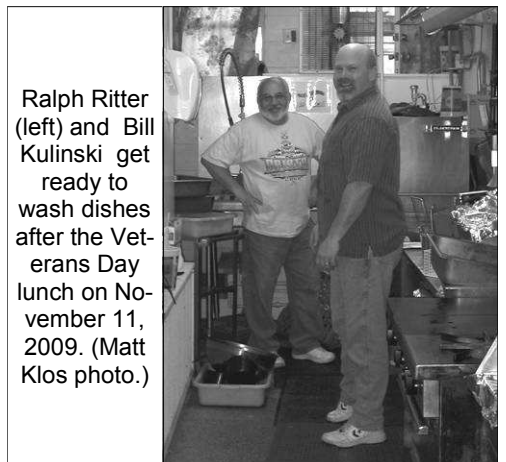 Ralph Ritter
(left) and Bill
Kulinski get
ready to
wash dishes
after the Vet-
erans Day
lunch on No-
vember 11,
2009. (Matt
Klos photo.)